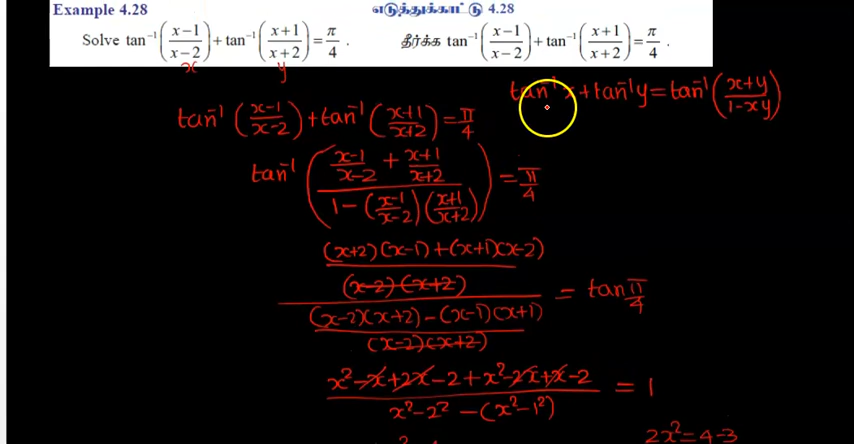 Example 4.28
Solve tan⁻¹((x−1)/(x−2)) + tan⁻¹((x+1)/(x+2)) = π/4 .
எடுத்துக்காட்டு 4.28
தீர்க்க tan⁻¹((x−1)/(x−2)) + tan⁻¹((x+1)/(x+2)) = π/4 .
x y
tan⁻¹x + tan⁻¹y = tan⁻¹((x+y)/(1−xy))
tan⁻¹((x−1)/(x−2)) + tan⁻¹((x+1)/(x+2)) = π/4
tan⁻¹(((x−1)/(x−2) + (x+1)/(x+2))/(1 − ((x−1)/(x−2))((x+1)/(x+2)))) = π/4
(((x+2)(x−1) + (x+1)(x−2))/((x−2)(x+2)))/(((x−2)(x+2) − (x−1)(x+1))/((x−2)(x+2))) = tan π/4
(x² − x + 2x − 2 + x² − 2x + x − 2)/(x² − 2² − (x² − 1²)) = 1
2x² = 4−3